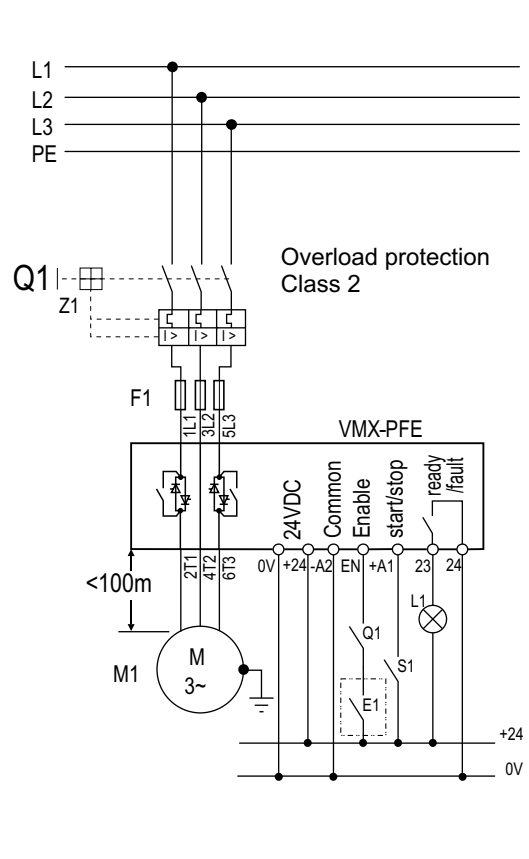 L1
L2
L3
PE
Overload protection
Class 2
Q1
Z1
I > I > I >
F1
1L1
3L2
5L3
VMX-PFE
24VDC
Common
Enable
start/stop
ready
/fault
<100m
2T1
4T2
6T3
0V +24 -A2 EN +A1 23 24
L1
Q1
M1
M
3~
S1
E1
+24
0V